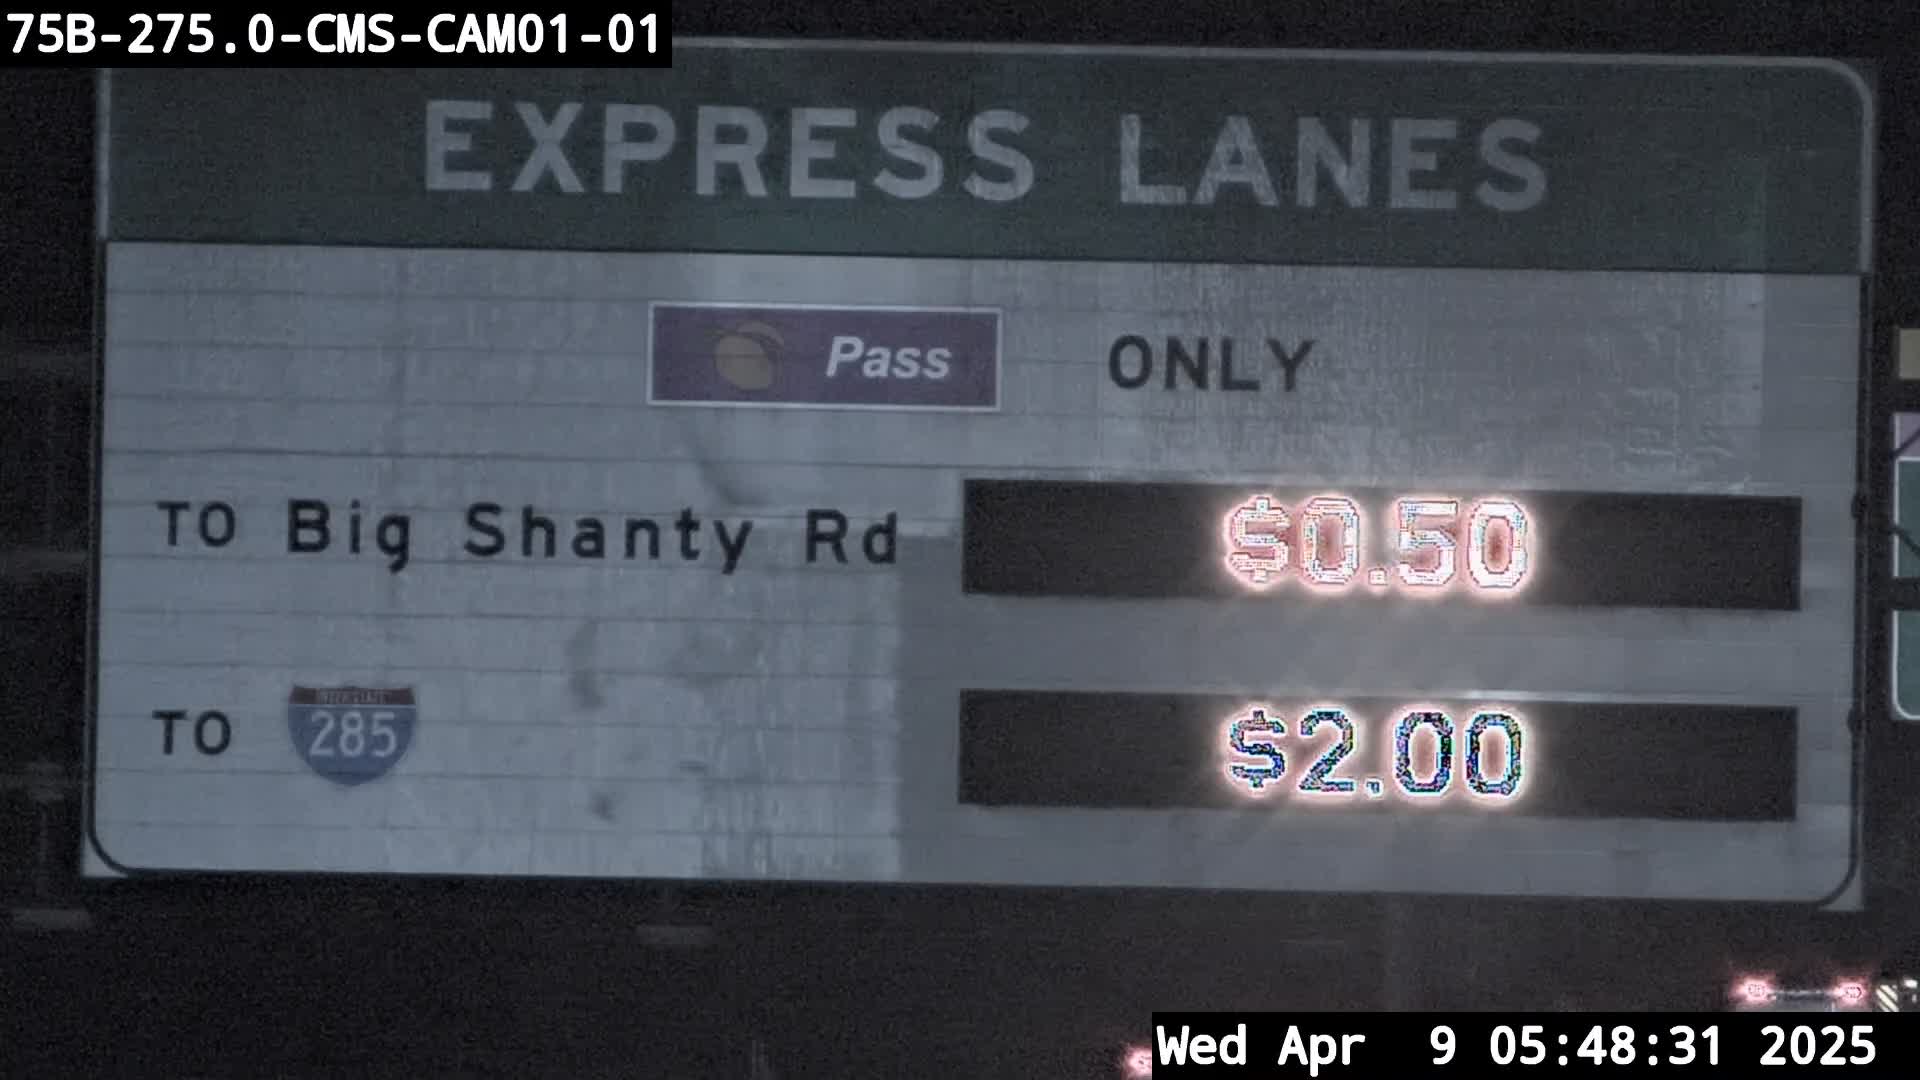 75B-275.0-CMS-CAM01-01
EXPRESS LANES
Pass ONLY
TO Big Shanty Rd $0.50
INTERSTATE
TO 285 $2.00
Wed Apr 9 05:48:31 2025